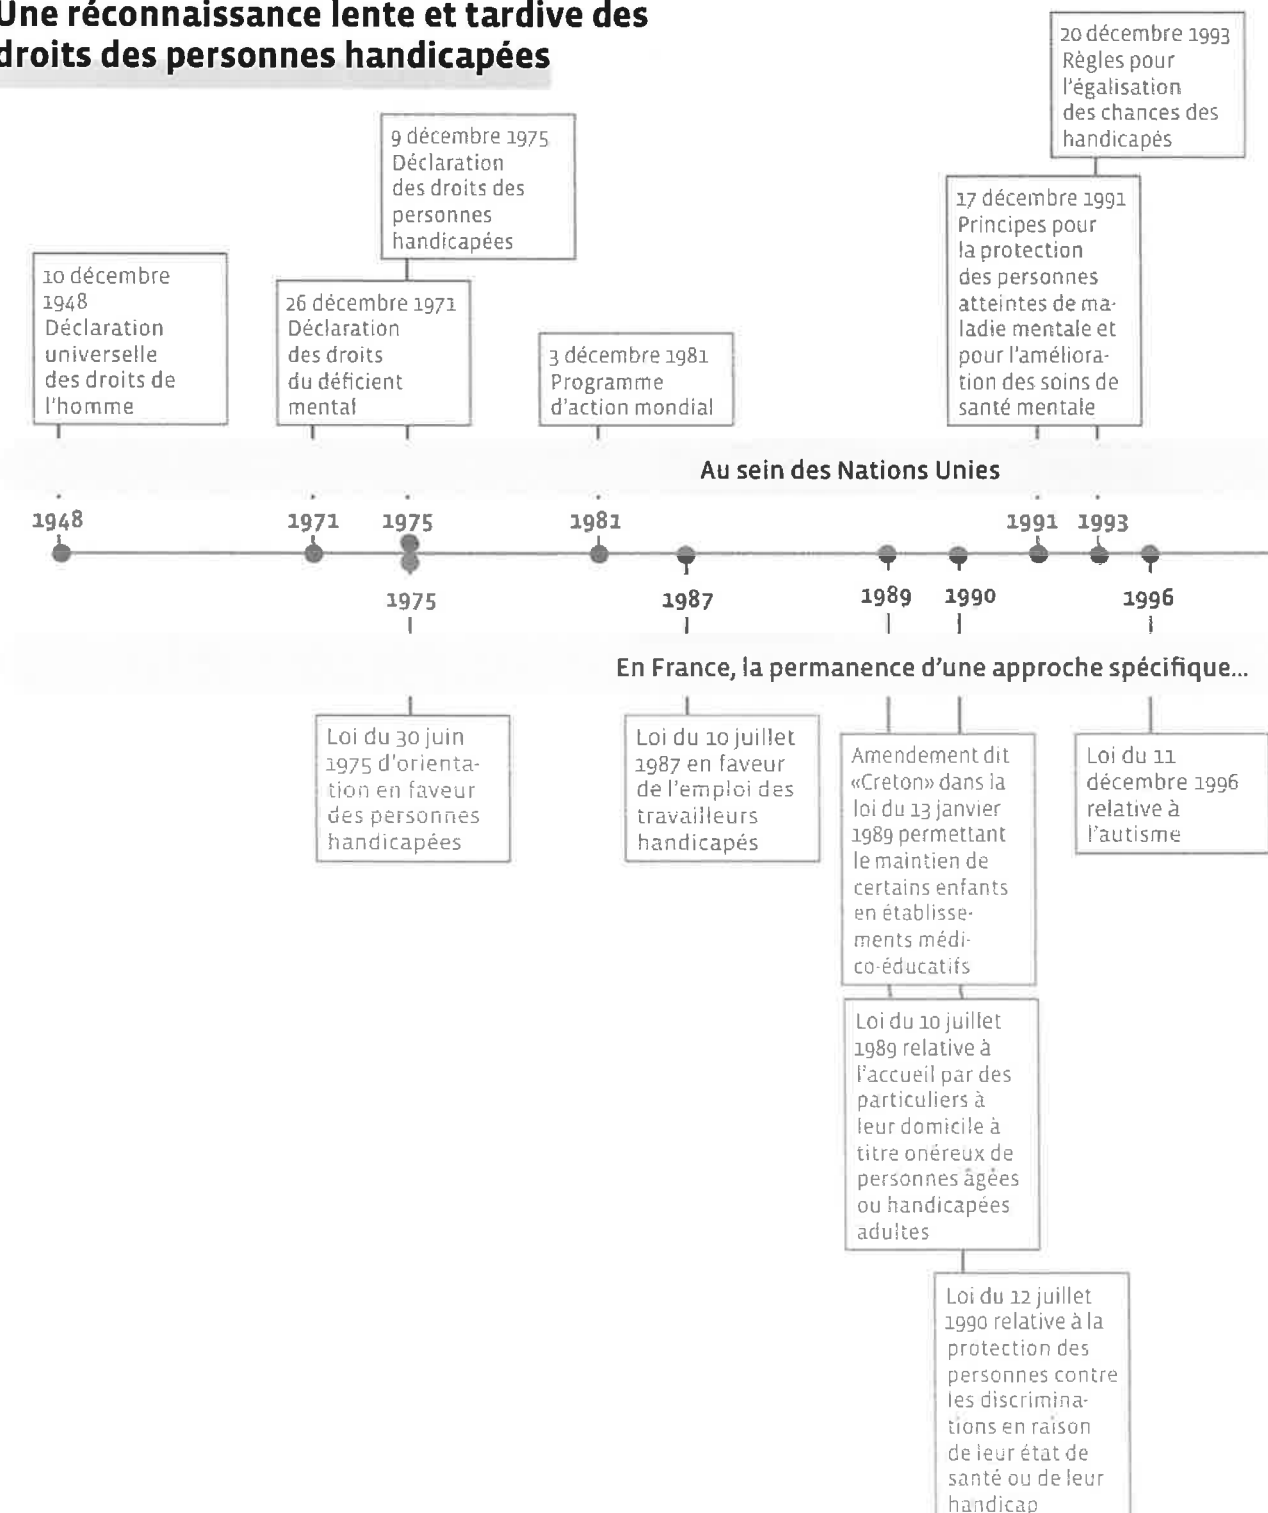 Une réconnaissance lente et tardive des
droits des personnes handicapées
20 décembre 1993
Règles pour
l'égalisation
des chances des
handicapés
9 décembre 1975
Déclaration
des droits des
personnes
handicapées
17 décembre 1991
Principes pour
la protection
des personnes
atteintes de ma-
ladie mentale et
pour l'améliora-
tion des soins de
santé mentale
10 décembre
1948
Déclaration
universelle
des droits de
l'homme
26 décembre 1971
Déclaration
des droits
du déficient
mental
3 décembre 1981
Programme
d'action mondial
Au sein des Nations Unies
1948 1971 1975 1981 1991 1993
1975 1987 1989 1990 1996
En France, la permanence d'une approche spécifique...
Loi du 30 juin
1975 d'orienta-
tion en faveur
des personnes
handicapées
Loi du 10 juillet
1987 en faveur
de l'emploi des
travailleurs
handicapés
Amendement dit
«Creton» dans la
loi du 13 janvier
1989 permettant
le maintien de
certains enfants
en établisse-
ments médi-
co-éducatifs
Loi du 11
décembre 1996
relative à
l'autisme
Loi du 10 juillet
1989 relative à
l'accueil par des
particuliers à
leur domicile à
titre onéreux de
personnes âgées
ou handicapées
adultes
Loi du 12 juillet
1990 relative à la
protection des
personnes contre
les discrimina-
tions en raison
de leur état de
santé ou de leur
handicap